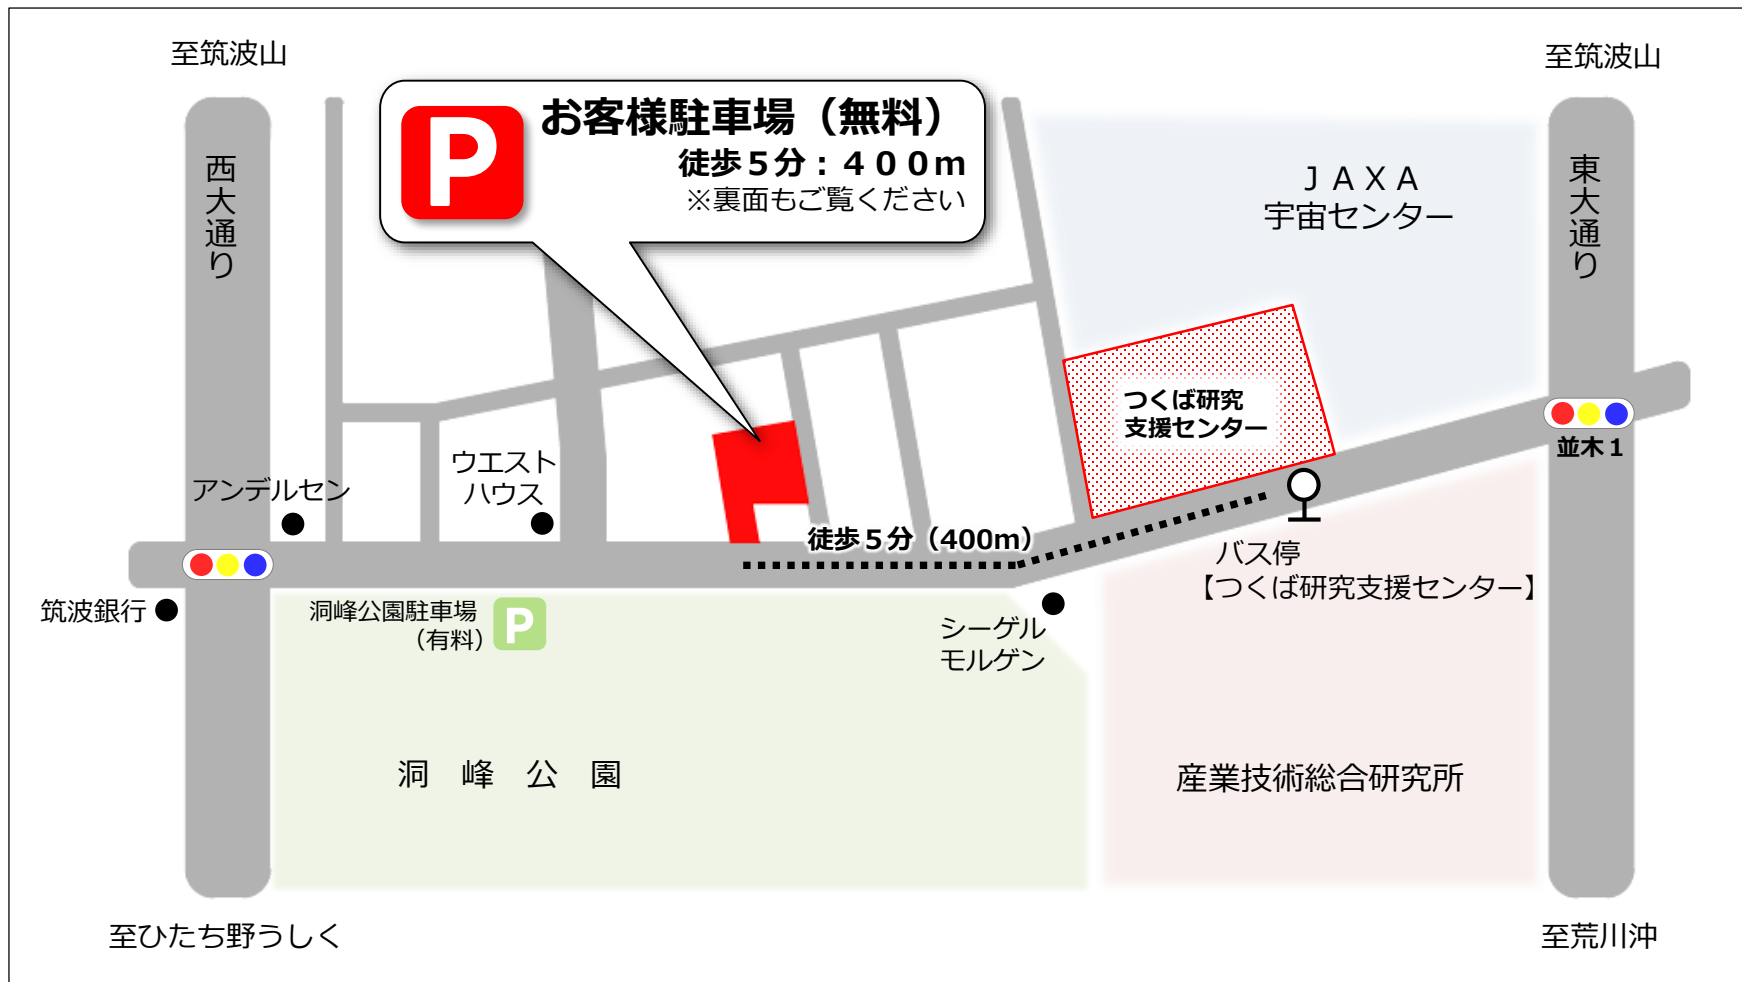 至筑波山
至筑波山
P
お客様駐車場（無料）
徒歩５分：４００ｍ
※裏面もご覧ください
西大通り
ＪＡＸＡ
宇宙センター
東大通り
つくば研究
支援センター
並木１
ウエスト
ハウス
アンデルセン
徒歩５分（400m）
バス停
【つくば研究支援センター】
筑波銀行
洞峰公園駐車場
（有料）
P
シーゲル
モルゲン
洞峰公園
産業技術総合研究所
至ひたち野うしく
至荒川沖